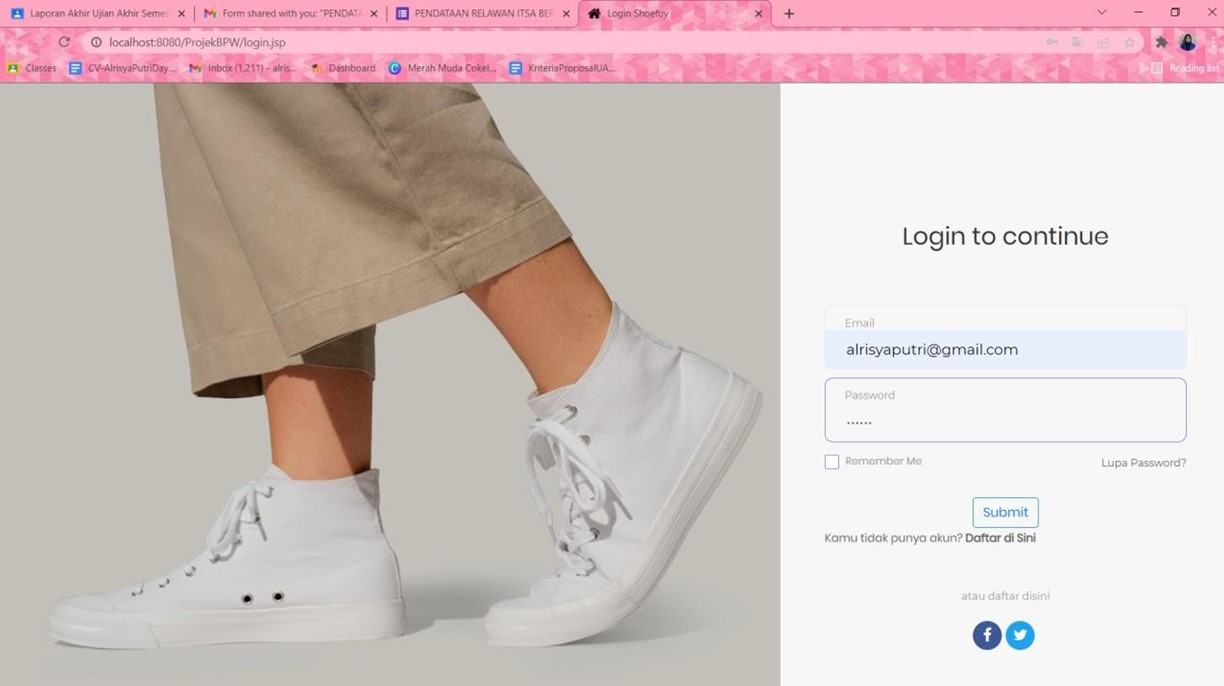 Laporan Akhir Ujian Akhir Semes
Form shared with you: "PENDATA
PENDATAAN RELAWAN ITSA BER
Login Shoefuy
localhost:8080/ProjekBPW/login.jsp
Classes
CV-AlrisyaPutriDay...
Inbox (1,211) - alris...
Dashboard
Merah Muda Cokel...
KriteriaProposalUA...
Reading list
Login to continue
Email
alrisyaputri@gmail.com
Password
......
Remember Me
Lupa Password?
Submit
Kamu tidak punya akun? Daftar di Sini
atau daftar disini